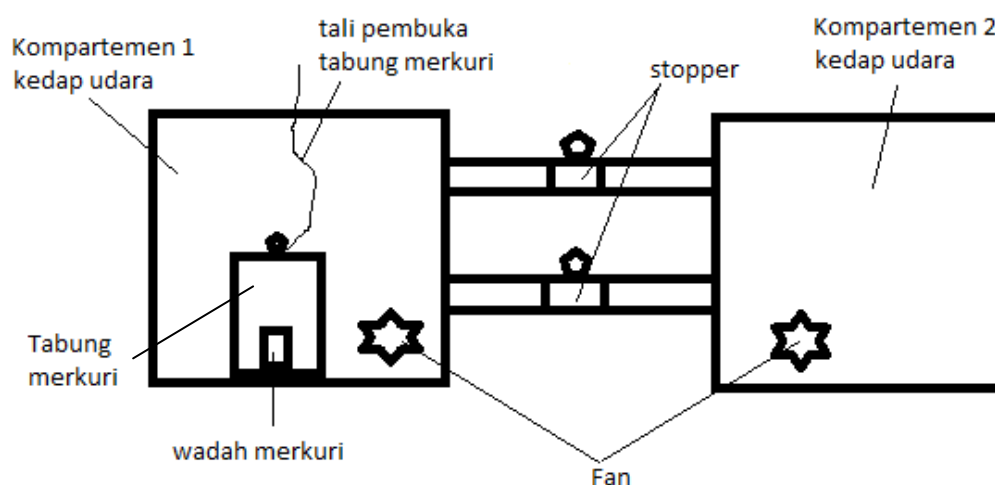 tali pembuka
tabung merkuri
Kompartemen 1
kedap udara
stopper
Kompartemen 2
kedap udara
Tabung
merkuri
wadah merkuri
Fan